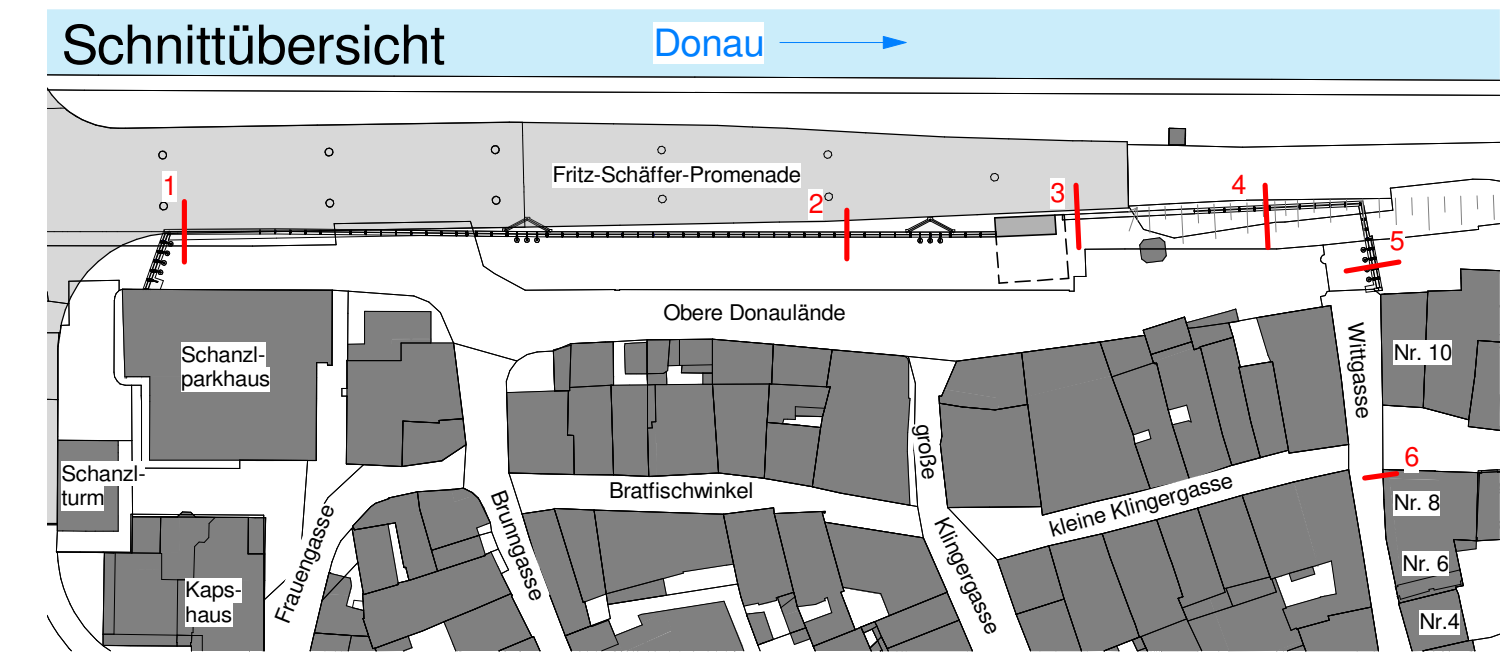 Schnittübersicht
Donau
1
Fritz-Schäffer-Promenade
2
3
4
5
Obere Donaulände
Schanzl-
parkhaus
Wittgasse
Nr. 10
große
Klingergasse
6
Schanzl-
turm
Bratfischwinkel
kleine Klingergasse
Nr. 8
Brunngasse
Frauengasse
Nr. 6
Kaps-
haus
Nr.4